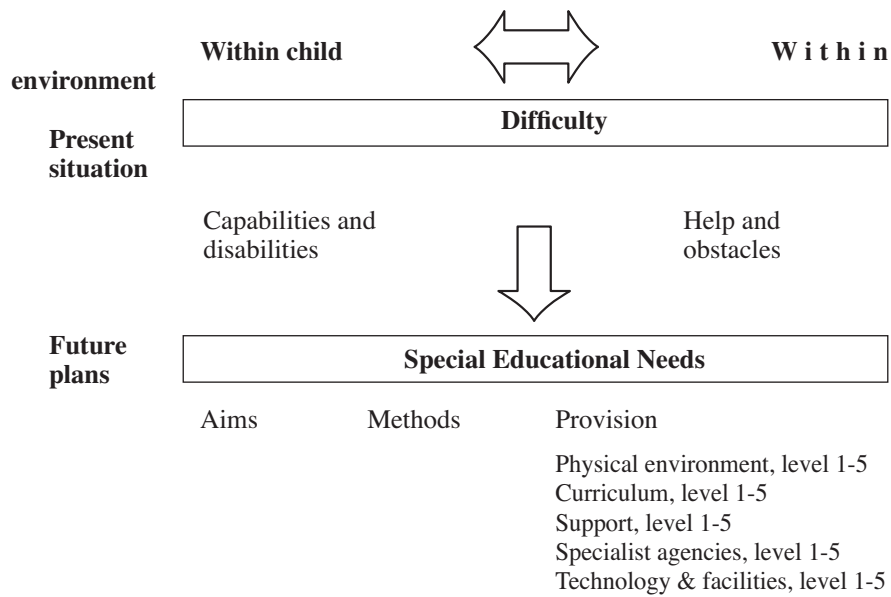 Within child W i t h i n
environment
Difficulty
Present
situation
Capabilities and Help and
disabilities obstacles
Future
plans
Special Educational Needs
Aims Methods Provision
Physical environment, level 1-5
Curriculum, level 1-5
Support, level 1-5
Specialist agencies, level 1-5
Technology & facilities, level 1-5